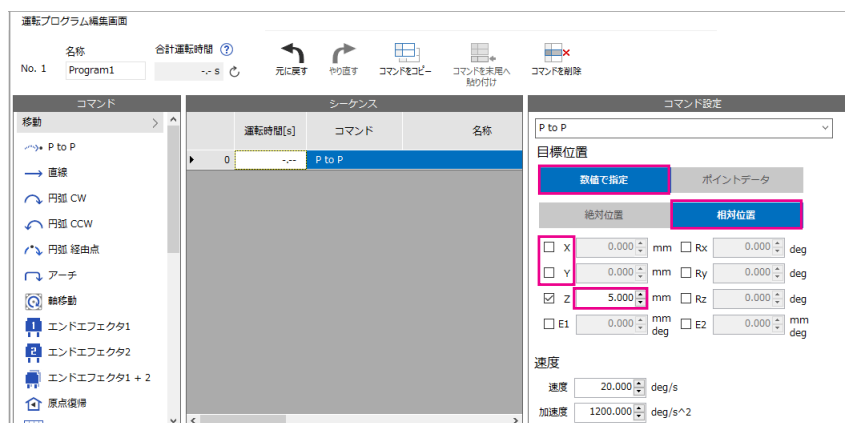 運転プログラム編集画面
名称
合計運転時間 ?
No. 1
Program1
-.- s
元に戻す
やり直す
コマンドをコピー
コマンドを末尾へ
貼り付け
コマンドを削除
コマンド
移動
P to P
直線
円弧 CW
円弧 CCW
円弧 経由点
アーチ
軸移動
エンドエフェクタ1
エンドエフェクタ2
エンドエフェクタ1 + 2
原点復帰
シーケンス
運転時間[s]
コマンド
名称
0
-.--
P to P
コマンド設定
P to P
目標位置
数値で指定
ポイントデータ
絶対位置
相対位置
X 0.000 mm Rx 0.000 deg
Y 0.000 mm Ry 0.000 deg
Z 5.000 mm Rz 0.000 deg
E1 0.000 mm deg E2 0.000 mm deg
速度
速度 20.000 deg/s
加速度 1200.000 deg/s^2